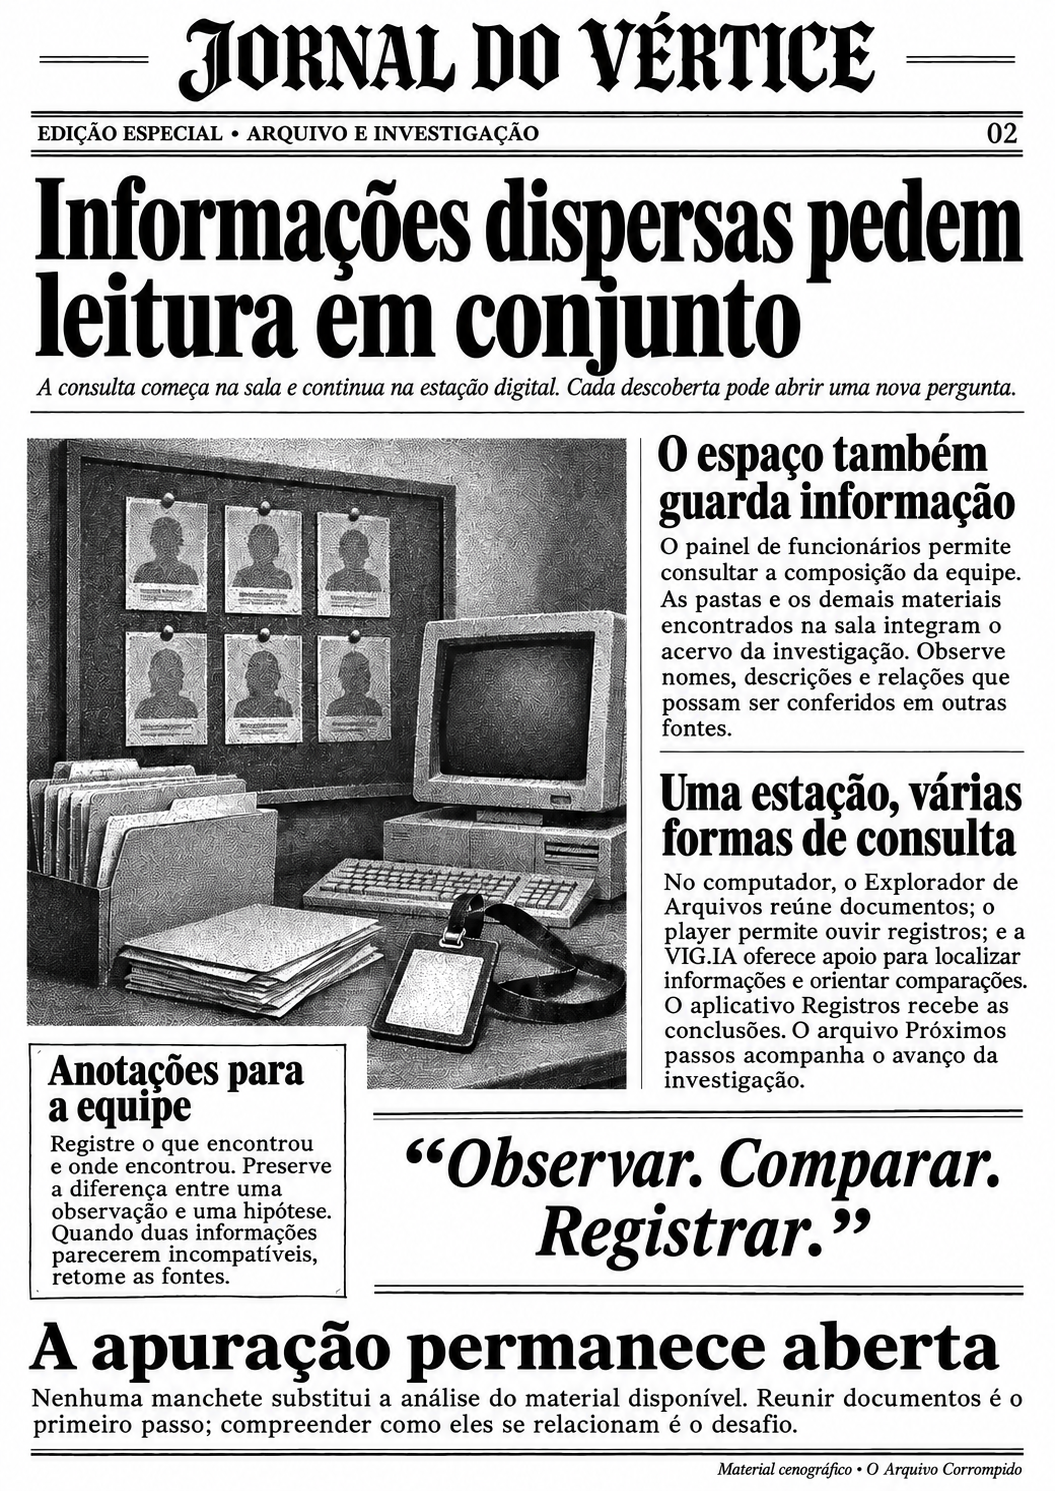 JORNAL DO VÉRTICE
EDIÇÃO ESPECIAL • ARQUIVO E INVESTIGAÇÃO
02
Informações dispersas pedem
leitura em conjunto
A consulta começa na sala e continua na estação digital. Cada descoberta pode abrir uma nova pergunta.
O espaço também
guarda informação
O painel de funcionários permite
consultar a composição da equipe.
As pastas e os demais materiais
encontrados na sala integram o
acervo da investigação. Observe
nomes, descrições e relações que
possam ser conferidos em outras
fontes.
Uma estação, várias
formas de consulta
No computador, o Explorador de
Arquivos reúne documentos; o
player permite ouvir registros; e a
VIG.IA oferece apoio para localizar
informações e orientar comparações.
O aplicativo Registros recebe as
conclusões. O arquivo Próximos
passos acompanha o avanço da
investigação.
Anotações para
a equipe
Registre o que encontrou
e onde encontrou. Preserve
a diferença entre uma
observação e uma hipótese.
Quando duas informações
parecerem incompatíveis,
retome as fontes.
“Observar. Comparar.
Registrar.”
A apuração permanece aberta
Nenhuma manchete substitui a análise do material disponível. Reunir documentos é o
primeiro passo; compreender como eles se relacionam é o desafio.
Material cenográfico • O Arquivo Corrompido